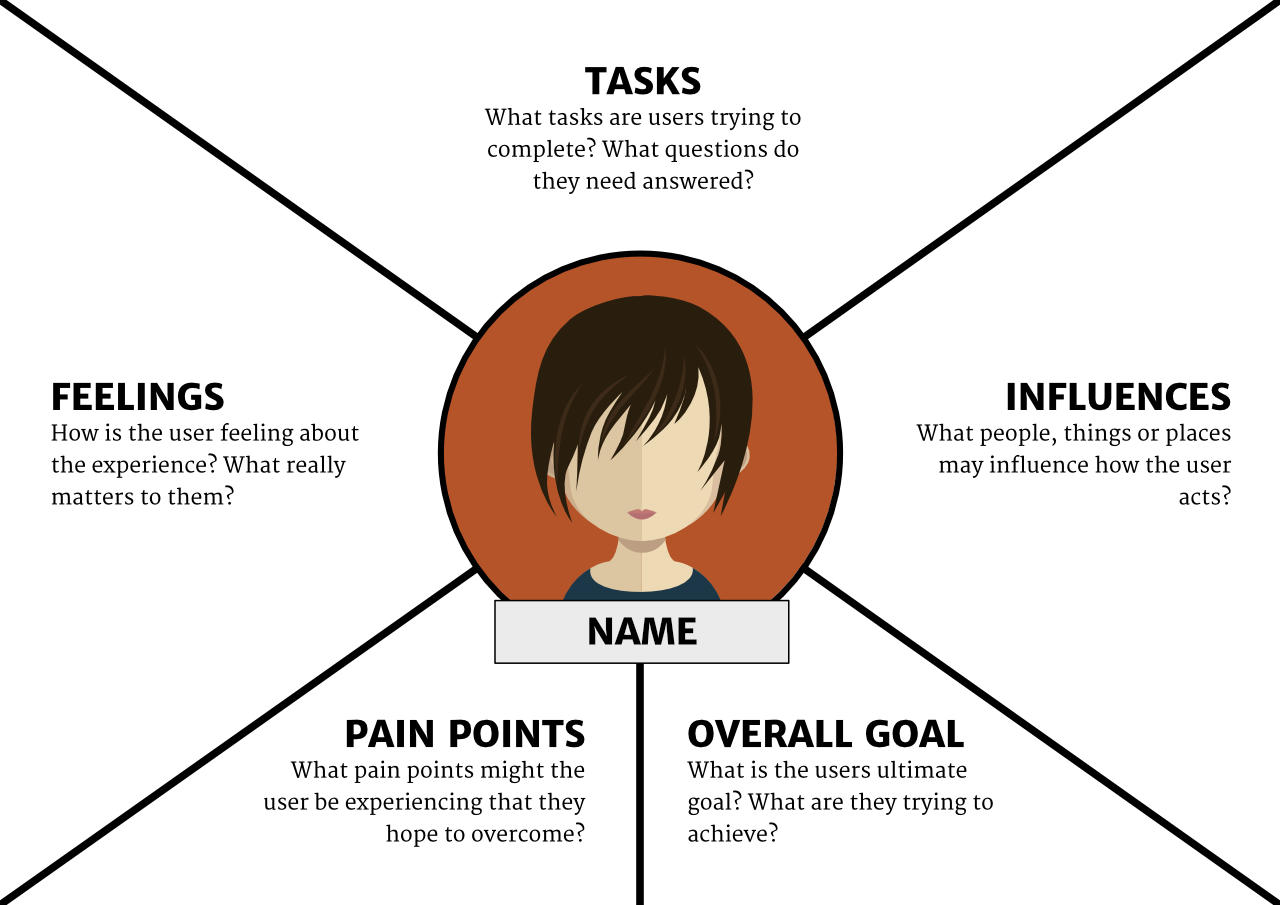 TASKS
What tasks are users trying to
complete? What questions do
they need answered?
FEELINGS
How is the user feeling about
the experience? What really
matters to them?
INFLUENCES
What people, things or places
may influence how the user
acts?
NAME
PAIN POINTS
What pain points might the
user be experiencing that they
hope to overcome?
OVERALL GOAL
What is the users ultimate
goal? What are they trying to
achieve?